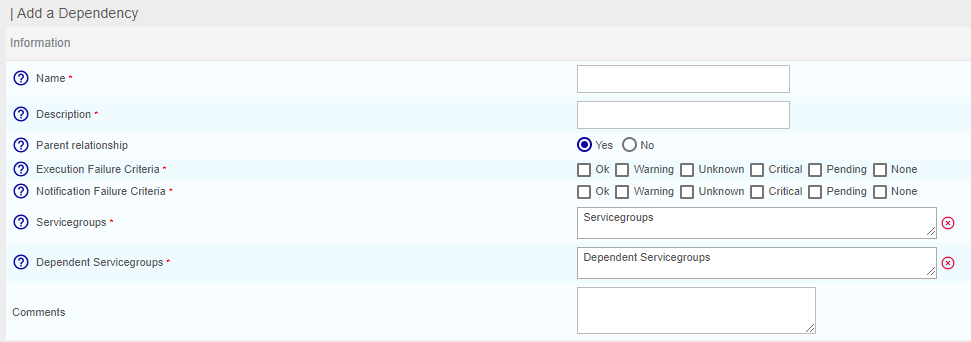 | Add a Dependency
Information
Name *
Description *
Parent relationship Yes No
Execution Failure Criteria * Ok Warning Unknown Critical Pending None
Notification Failure Criteria * Ok Warning Unknown Critical Pending None
Servicegroups * Servicegroups
Dependent Servicegroups * Dependent Servicegroups
Comments